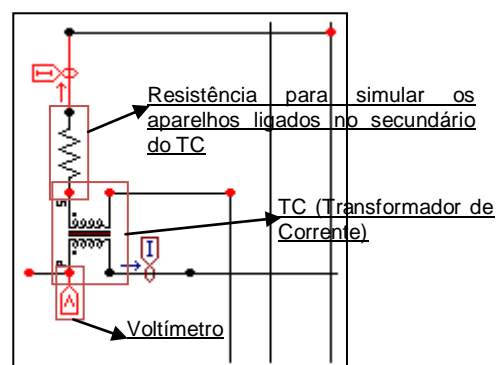 I
Resistência para simular os
aparelhos ligados no secundário
do TC
S
TC (Transformador de
Corrente)
I
P
V
Voltímetro